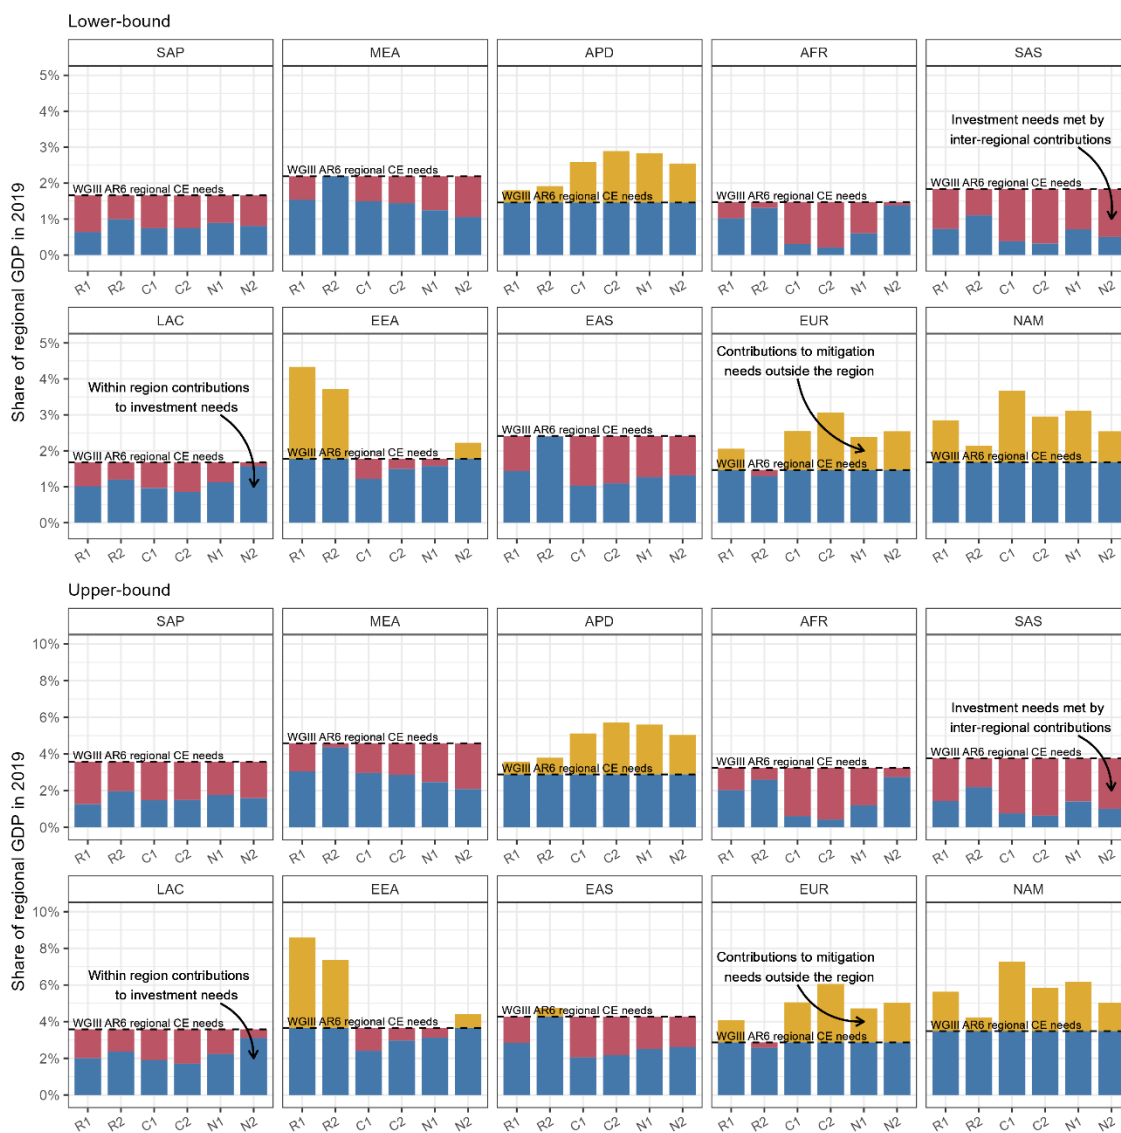 Lower-bound
SAP MEA APD AFR SAS
Share of regional GDP in 2019
5%
4%
3%
2%
1%
0%
WGIII AR6 regional CE needs
WGIII AR6 regional CE needs
WGIII AR6 regional CE needs
WGIII AR6 regional CE needs
Investment needs met by
inter-regional contributions
WGIII AR6 regional CE needs
R1 R2 C1 C2 N1 N2 R1 R2 C1 C2 N1 N2 R1 R2 C1 C2 N1 N2 R1 R2 C1 C2 N1 N2 R1 R2 C1 C2 N1 N2
LAC EEA EAS EUR NAM
5%
4%
3%
2%
1%
0%
Within region contributions
to investment needs
WGIII AR6 regional CE needs
WGIII AR6 regional CE needs
WGIII AR6 regional CE needs
Contributions to mitigation
needs outside the region
WGIII AR6 regional CE needs
WGIII AR6 regional CE needs
R1 R2 C1 C2 N1 N2 R1 R2 C1 C2 N1 N2 R1 R2 C1 C2 N1 N2 R1 R2 C1 C2 N1 N2 R1 R2 C1 C2 N1 N2
Upper-bound
SAP MEA APD AFR SAS
Share of regional GDP in 2019
10%
8%
6%
4%
2%
0%
WGIII AR6 regional CE needs
WGIII AR6 regional CE needs
WGIII AR6 regional CE needs
WGIII AR6 regional CE needs
Investment needs met by
inter-regional contributions
WGIII AR6 regional CE needs
R1 R2 C1 C2 N1 N2 R1 R2 C1 C2 N1 N2 R1 R2 C1 C2 N1 N2 R1 R2 C1 C2 N1 N2 R1 R2 C1 C2 N1 N2
LAC EEA EAS EUR NAM
10%
8%
6%
4%
2%
0%
Within region contributions
to investment needs
WGIII AR6 regional CE needs
WGIII AR6 regional CE needs
WGIII AR6 regional CE needs
Contributions to mitigation
needs outside the region
WGIII AR6 regional CE needs
WGIII AR6 regional CE needs
R1 R2 C1 C2 N1 N2 R1 R2 C1 C2 N1 N2 R1 R2 C1 C2 N1 N2 R1 R2 C1 C2 N1 N2 R1 R2 C1 C2 N1 N2